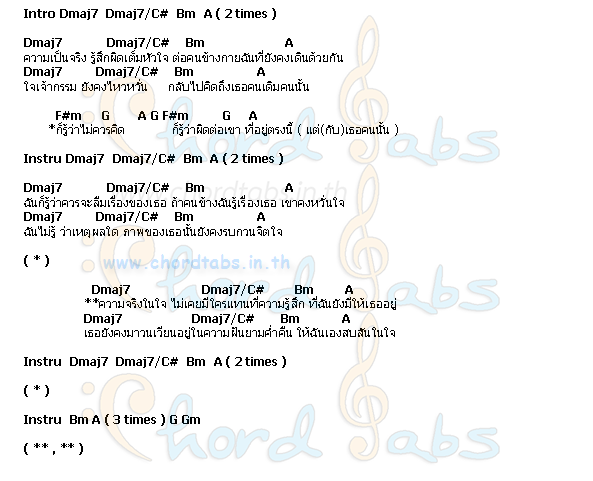 Intro Dmaj7 Dmaj7/C# Bm A ( 2 times )
Dmaj7 Dmaj7/C# Bm A
ความเป็นจริง รู้สึกผิดเต็มหัวใจ ต่อคนข้างกายฉันที่ยังคงเดินด้วยกัน
Dmaj7 Dmaj7/C# Bm A
ใจเจ้ากรรม ยังคงไหวหวั่น กลับไปคิดถึงเธอคนเดิมคนนั้น
F#m G A G F#m G A
*ก็รู้ว่าไม่ควรคิด ก็รู้ว่าผิดต่อเขา ที่อยู่ตรงนี้ ( แต่(กับ)เธอคนนั้น )
Instru Dmaj7 Dmaj7/C# Bm A ( 2 times )
Dmaj7 Dmaj7/C# Bm A
ฉันก็รู้ว่าควรจะลืมเรื่องของเธอ ถ้าคนข้างฉันรู้เรื่องเธอ เขาคงหวั่นใจ
Dmaj7 Dmaj7/C# Bm A
ฉันไม่รู้ ว่าเหตุผลใด ภาพของเธอนั้นยังคงรบกวนจิตใจ
( * )
www.chordtabs.in.th
Dmaj7 Dmaj7/C# Bm A
**ความจริงในใจ ไม่เคยมีใครแทนที่ความรู้สึก ที่ฉันยังมีให้เธออยู่
Dmaj7 Dmaj7/C# Bm A
เธอยังคงมาวนเวียนอยู่ในความฝันยามค่ำคืน ให้ฉันเองสับสนในใจ
Instru Dmaj7 Dmaj7/C# Bm A ( 2 times )
( * )
Instru Bm A ( 3 times ) G Gm
( ** , ** )
Chord Tabs